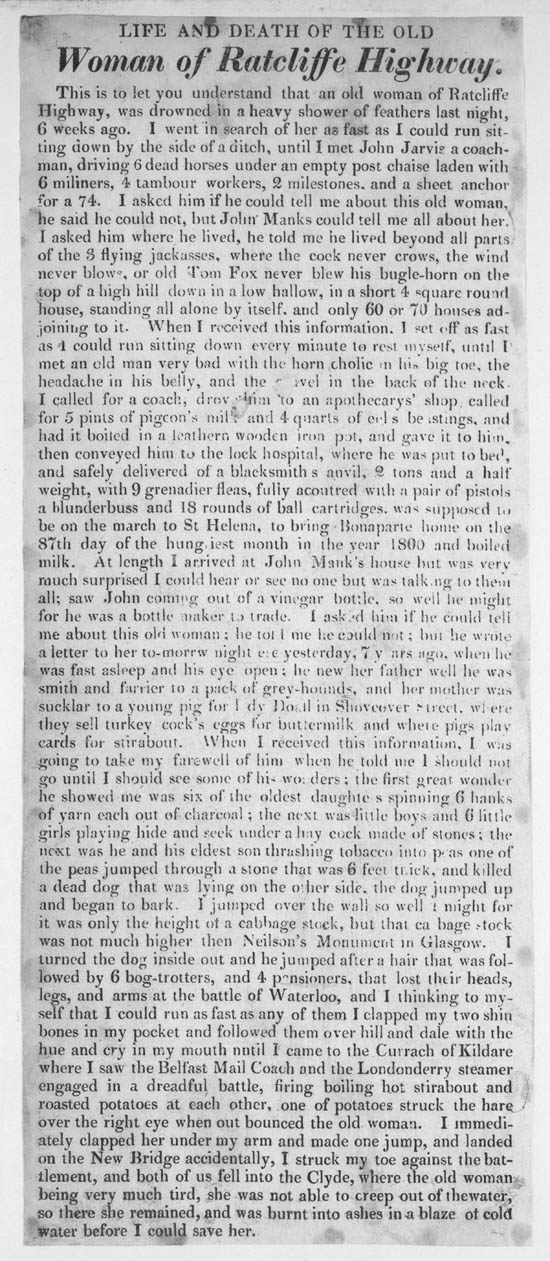 LIFE AND DEATH OF THE OLD
Woman of Ratcliffe Highway.
This is to let you understand that an old woman of Ratcliffe
Highway, was drowned in a heavy shower of feathers last night,
6 weeks ago. I went in search of her as fast as I could run sit-
ting down by the side of a ditch, until I met John Jarvis a coach-
man, driving 6 dead horses under an empty post chaise laden with
6 miliners, 4 tambour workers, 2 milestones. and a sheet anchor
for a 74. I asked him if he could tell me about this old woman,
he said he could not, but John Manks could tell me all about her.
I asked him where he lived, he told me he lived beyond all parts
of the 3 flying jackasses, where the cock never crows, the wind
never blows, or old Tom Fox never blew his bugle-horn on the
top of a high hill down in a low hallow, in a short 4 square round
house, standing all alone by itself. and only 60 or 70 houses ad-
joining to it. When I received this information. I set off as fast
as I could run sitting down every minute to rest myself, until I
met an old man very bad with the horn cholic in his big toe, the
headache in his belly, and the in the back of the neck.
I called for a coach, him to an apothecarys' shop called
for 5 pints of pigeon's milk and 4 quarts of eel s be istings, and
had it boiled in a leathern wooden iron pot, and gave it to him,
then conveyed him to the lock hospital, where he was put to bed,
and safely delivered of a blacksmith s anvil, 2 tons and a half
weight, with 9 grenadier fleas, fully acoutred with a pair of pistols
a blunderbuss and 18 rounds of ball cartridges. was supposed to
be on the march to St Helena, to bring Bonaparte home on the
87th day of the hungriest month in the year 1800 and boiled
milk. At length I arrived at John Mank's house but was very
much surprised I could hear or see no one but was talking to them
all; saw John coming out of a vinegar bottle, so well he might
for he was a bottle maker to trade. I asked him if he could tell
me about this old woman; he tol me he could not; but he wrote
a letter to her to-morrw night ere yesterday, 7 y ars ago, when he
was fast asleep and his eye open; he new her father well he was
smith and farrier to a pack of grey-hounds, and her mother was
sucklar to a young pig for l dy in Shoveover street, where
they sell turkey cock's eggs for buttermilk and where pigs play
cards for stirabout. When I received this information, I was
going to take my farewell of him when he told me I should not
go until I should see some of his wonders; the first great wonder
he showed me was six of the oldest daughte s spinning 6 hanks
of yarn each out of charcoal; the next was little boys and 6 little
girls playing hide and seek under a hay cock made of stones; the
next was he and his eldest son thrashing tobacco into peas one of
the peas jumped through a stone that was 6 feet thick, and killed
a dead dog that was lying on the other side. the dog jumped up
and began to bark. I jumped over the wall so well I might for
it was only the height of a cabbage stock, but that ca bage stock
was not much higher then Neilson's Monument in Glasgow. I
turned the dog inside out and he jumped after a hair that was fol-
lowed by 6 bog-trotters, and 4 pensioners, that lost their heads,
legs, and arms at the battle of Waterloo, and I thinking to my-
self that I could run as fast as any of them I clapped my two shin
bones in my pocket and followed them over hill and dale with the
hue and cry in my mouth nntil I came to the Currach of Kildare
where I saw the Belfast Mail Coach and the Londonderry steamer
engaged in a dreadful battle, firing boiling hot stirabout and
roasted potatoes at each other, one of potatoes struck the hare
over the right eye when out bounced the old woman. I immedi-
ately clapped her under my arm and made one jump, and landed
on the New Bridge accidentally, I struck my toe against the bat-
tlement, and both of us fell into the Clyde, where the old woman
being very much tird, she was not able to creep out of thewater,
so there she remained, and was burnt into ashes in a blaze of cold
water before I could save her.